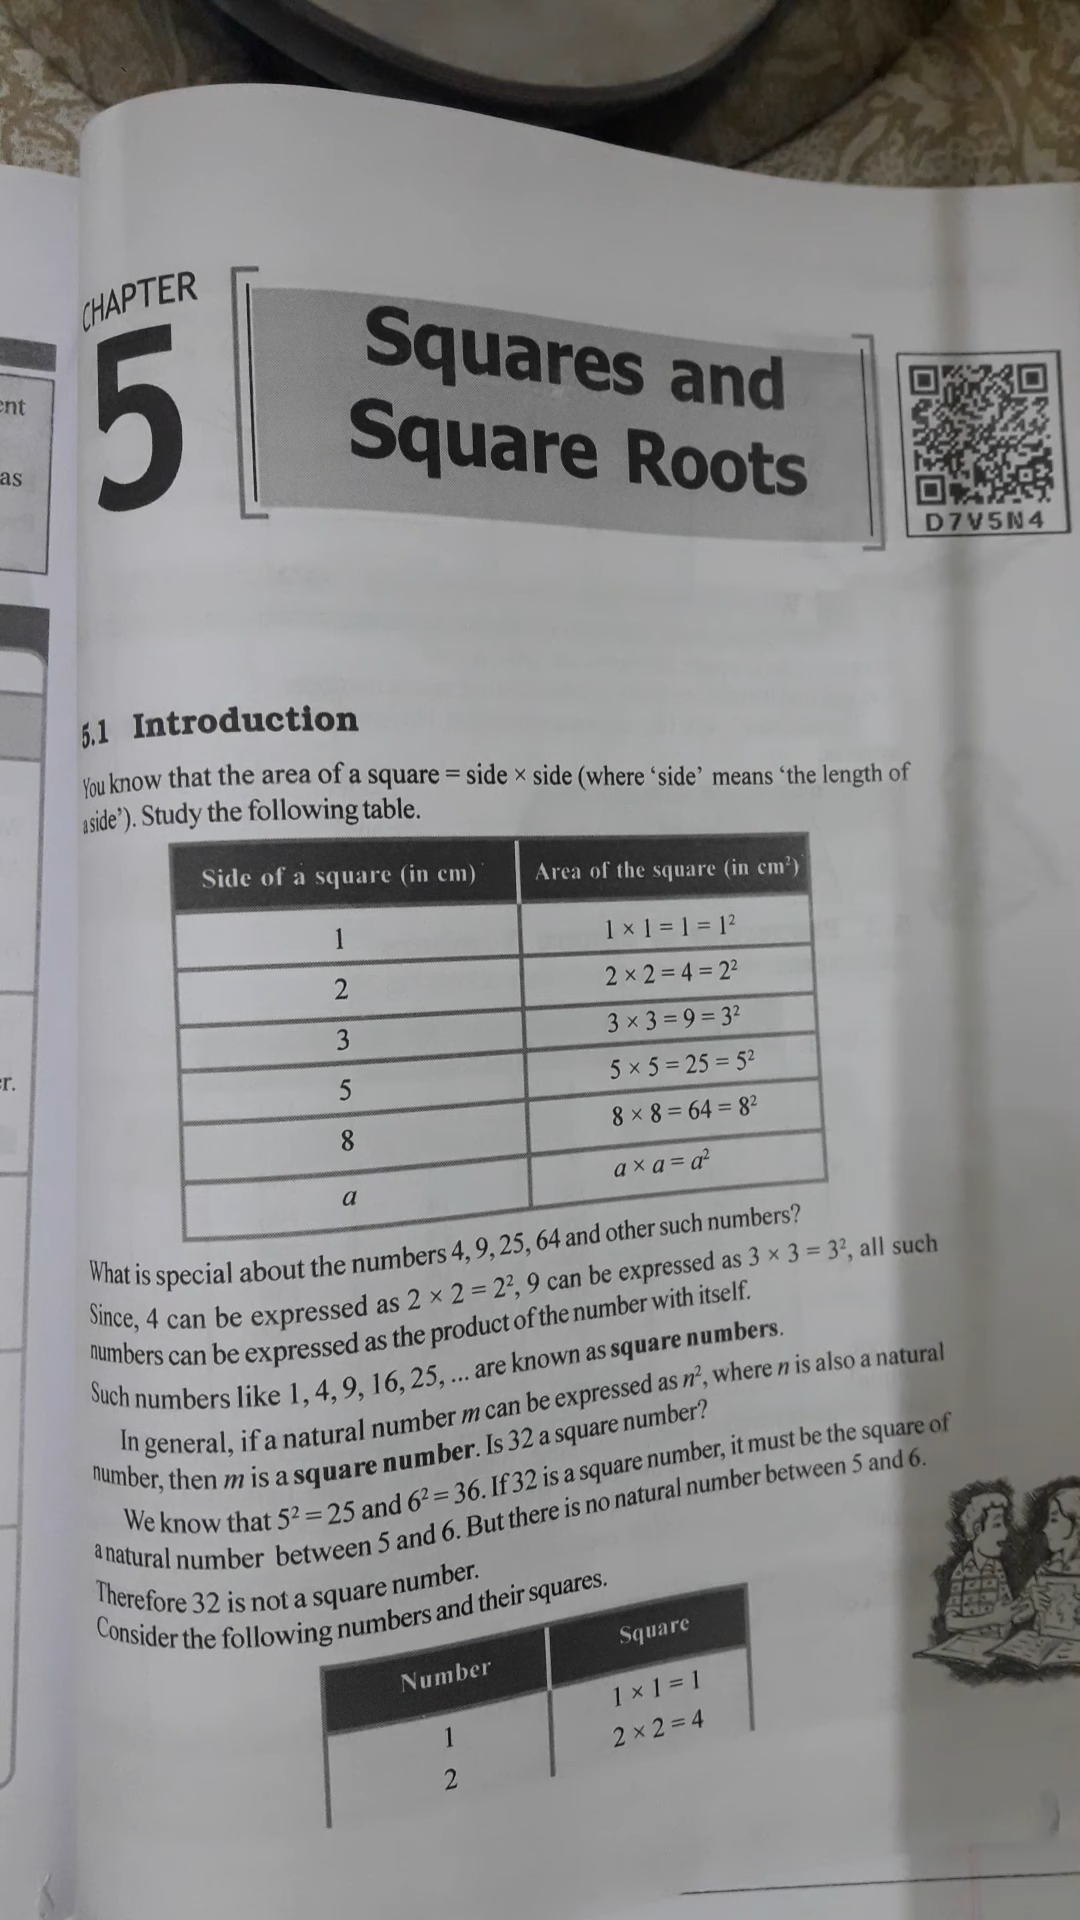 ent
as
er.
CHAPTER
5
Squares and
Square Roots
D7V5N4
5.1 Introduction
You know that the area of a square = side × side (where ‘side’ means ‘the length of
a side’). Study the following table.
Side of a square (in cm) Area of the square (in cm²)
1 1 × 1 = 1 = 1²
2 2 × 2 = 4 = 2²
3 3 × 3 = 9 = 3²
5 5 × 5 = 25 = 5²
8 8 × 8 = 64 = 8²
a a × a = a²
What is special about the numbers 4, 9, 25, 64 and other such numbers?
Since, 4 can be expressed as 2 × 2 = 2², 9 can be expressed as 3 × 3 = 3², all such
numbers can be expressed as the product of the number with itself.
Such numbers like 1, 4, 9, 16, 25, ... are known as square numbers.
In general, if a natural number m can be expressed as n², where n is also a natural
number, then m is a square number. Is 32 a square number?
We know that 5² = 25 and 6² = 36. If 32 is a square number, it must be the square of
a natural number between 5 and 6. But there is no natural number between 5 and 6.
Therefore 32 is not a square number.
Consider the following numbers and their squares.
Number Square
1 1 × 1 = 1
2 2 × 2 = 4